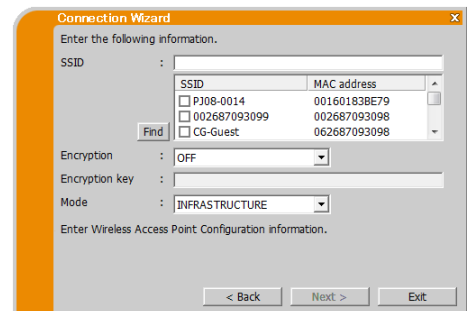 Connection Wizard X
Enter the following information.
SSID :
SSID MAC address
PJ08-0014 00160183BE79
002687093099 002687093098
Find CG-Guest 062687093098
Encryption : OFF
Encryption key :
Mode : INFRASTRUCTURE
Enter Wireless Access Point Configuration information.
< Back Next > Exit